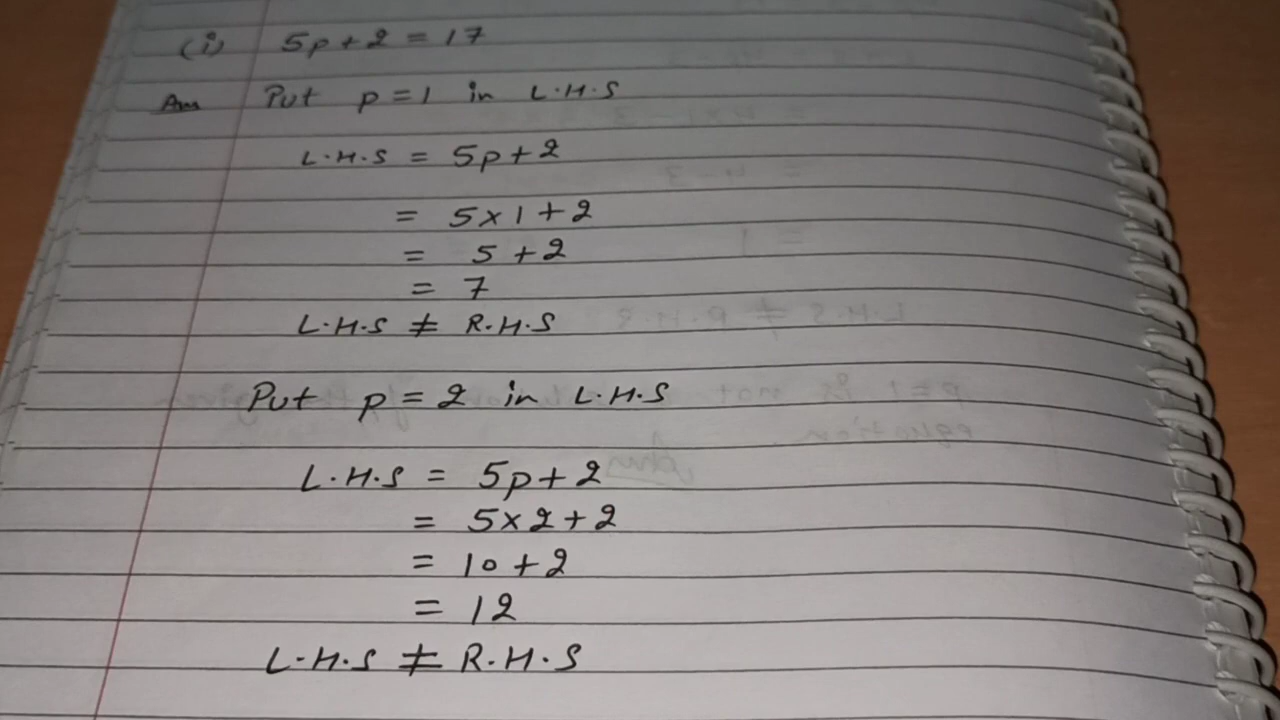 (i) 5p+2 = 17
Ans Put p=1 in L.H.S
L.H.S = 5p+2
= 5×1+2
= 5+2
= 7
L.H.S ≠ R.H.S
Put p=2 in L.H.S
L.H.S = 5p+2
= 5×2+2
= 10+2
= 12
L.H.S ≠ R.H.S